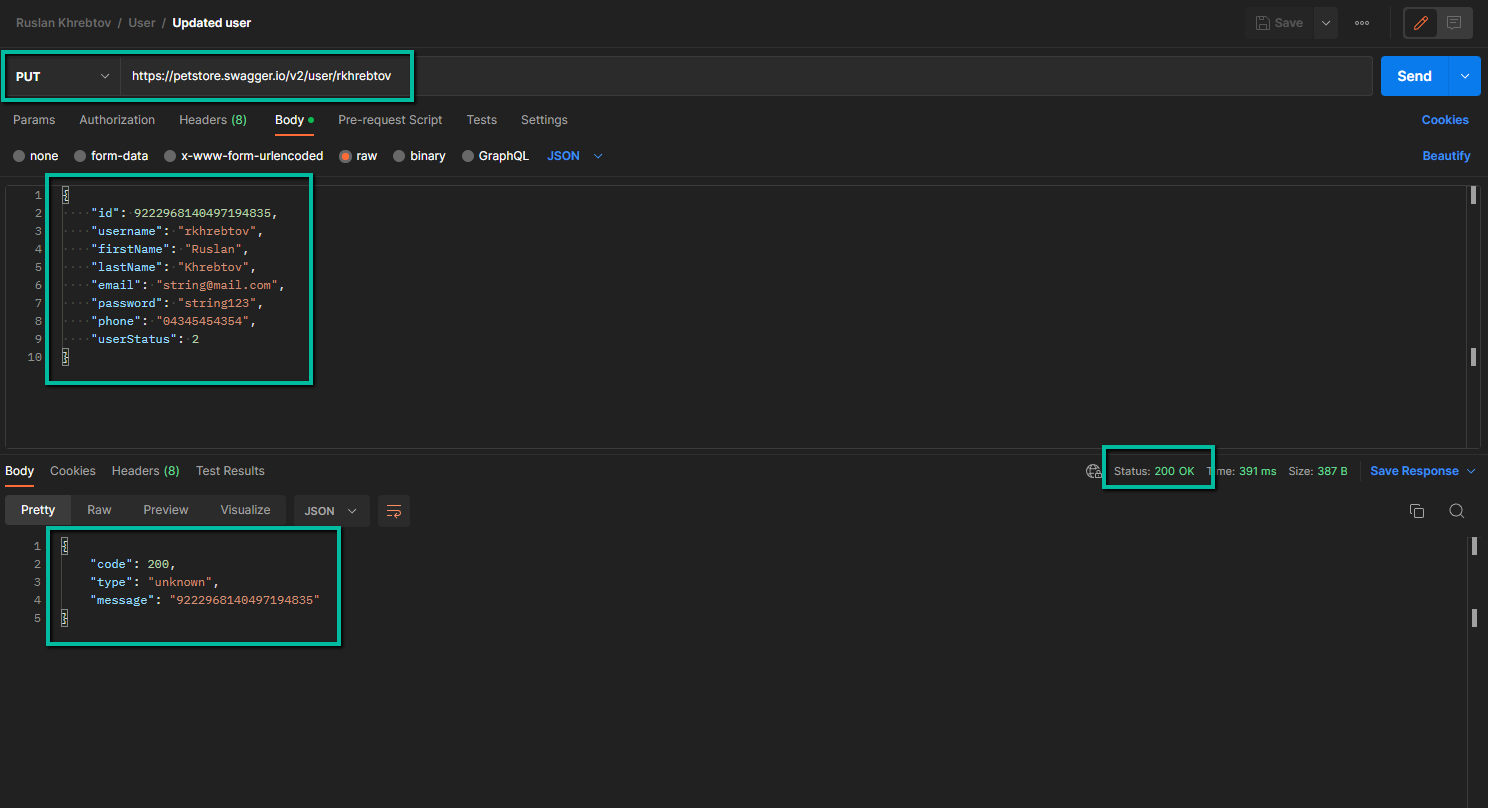 Ruslan Khrebtov / User / Updated user
Save
PUT
https://petstore.swagger.io/v2/user/rkhrebtov
Send
Params Authorization Headers (8) Body Pre-request Script Tests Settings Cookies
none form-data x-www-form-urlencoded raw binary GraphQL JSON Beautify
1 {
2 "id": 9222968140497194835,
3 "username": "rkhrebtov",
4 "firstName": "Ruslan",
5 "lastName": "Khrebtov",
6 "email": "string@mail.com",
7 "password": "string123",
8 "phone": "04345454354",
9 "userStatus": 2
10 }
Body Cookies Headers (8) Test Results Status: 200 OK Time: 391 ms Size: 387 B Save Response
Pretty Raw Preview Visualize JSON
1 {
2 "code": 200,
3 "type": "unknown",
4 "message": "9222968140497194835"
5 }